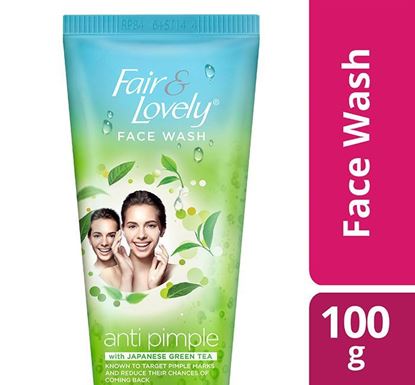 Fair &
Lovely®
FACE WASH
anti pimple
with JAPANESE GREEN TEA
KNOWN TO TARGET PIMPLE MARKS
AND REDUCE THEIR CHANCES OF
COMING BACK
Face Wash
100
g